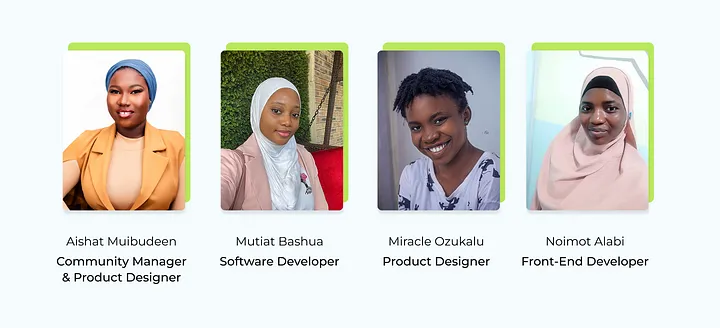 Aishat Muibudeen
Community Manager
& Product Designer
Mutiat Bashua
Software Developer
Miracle Ozukalu
Product Designer
Noimot Alabi
Front-End Developer